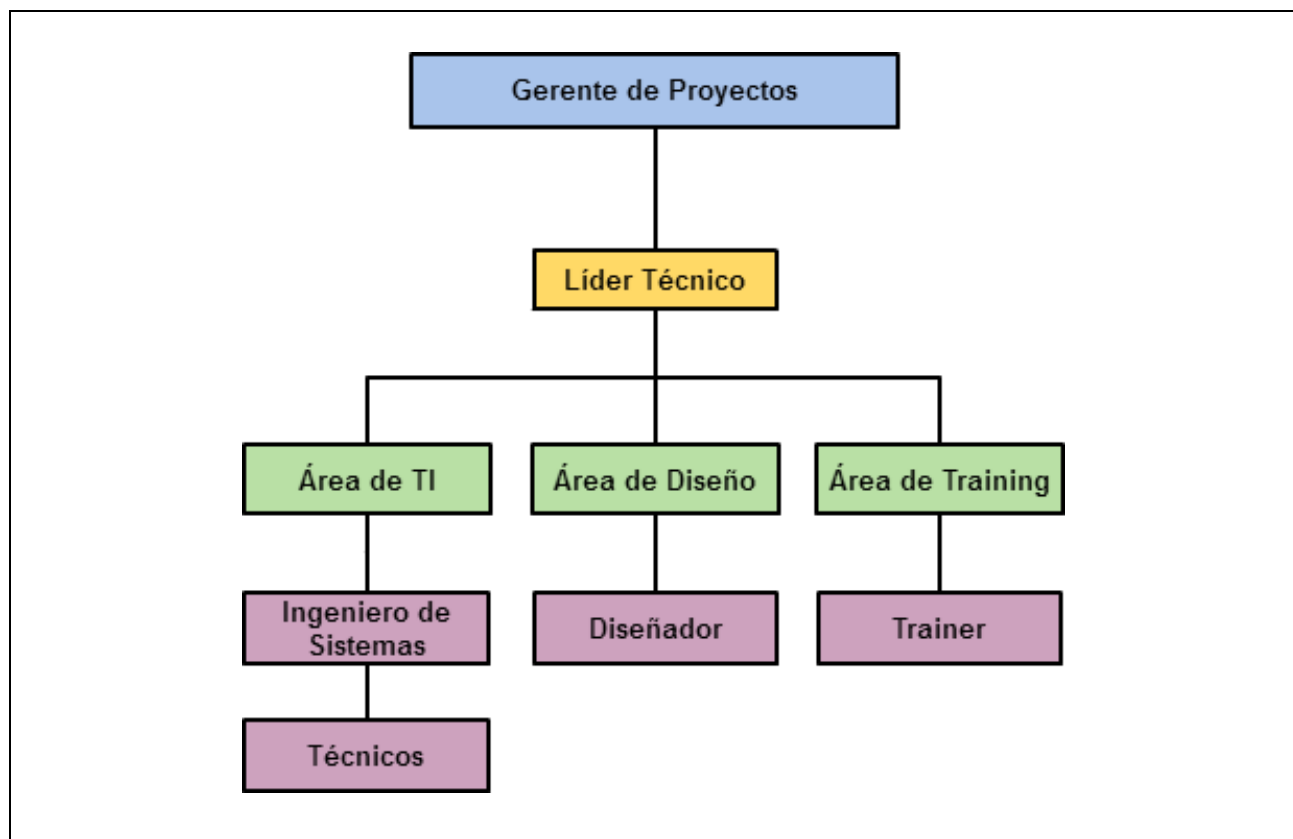 Gerente de Proyectos
Líder Técnico
Área de TI
Área de Diseño
Área de Training
Ingeniero de
Sistemas
Diseñador
Trainer
Técnicos